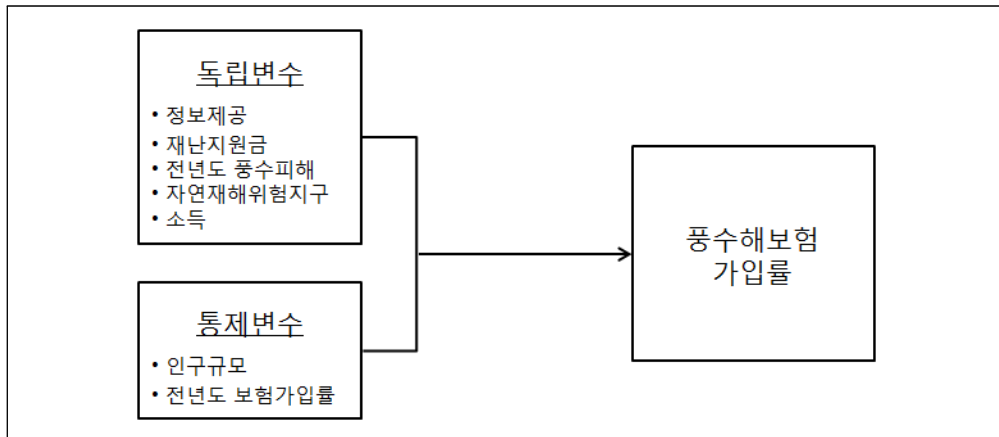 독립변수
• 정보제공
• 재난지원금
• 전년도 풍수피해
• 자연재해위험지구
• 소득
통제변수
• 인구규모
• 전년도 보험가입률
풍수해보험
가입률